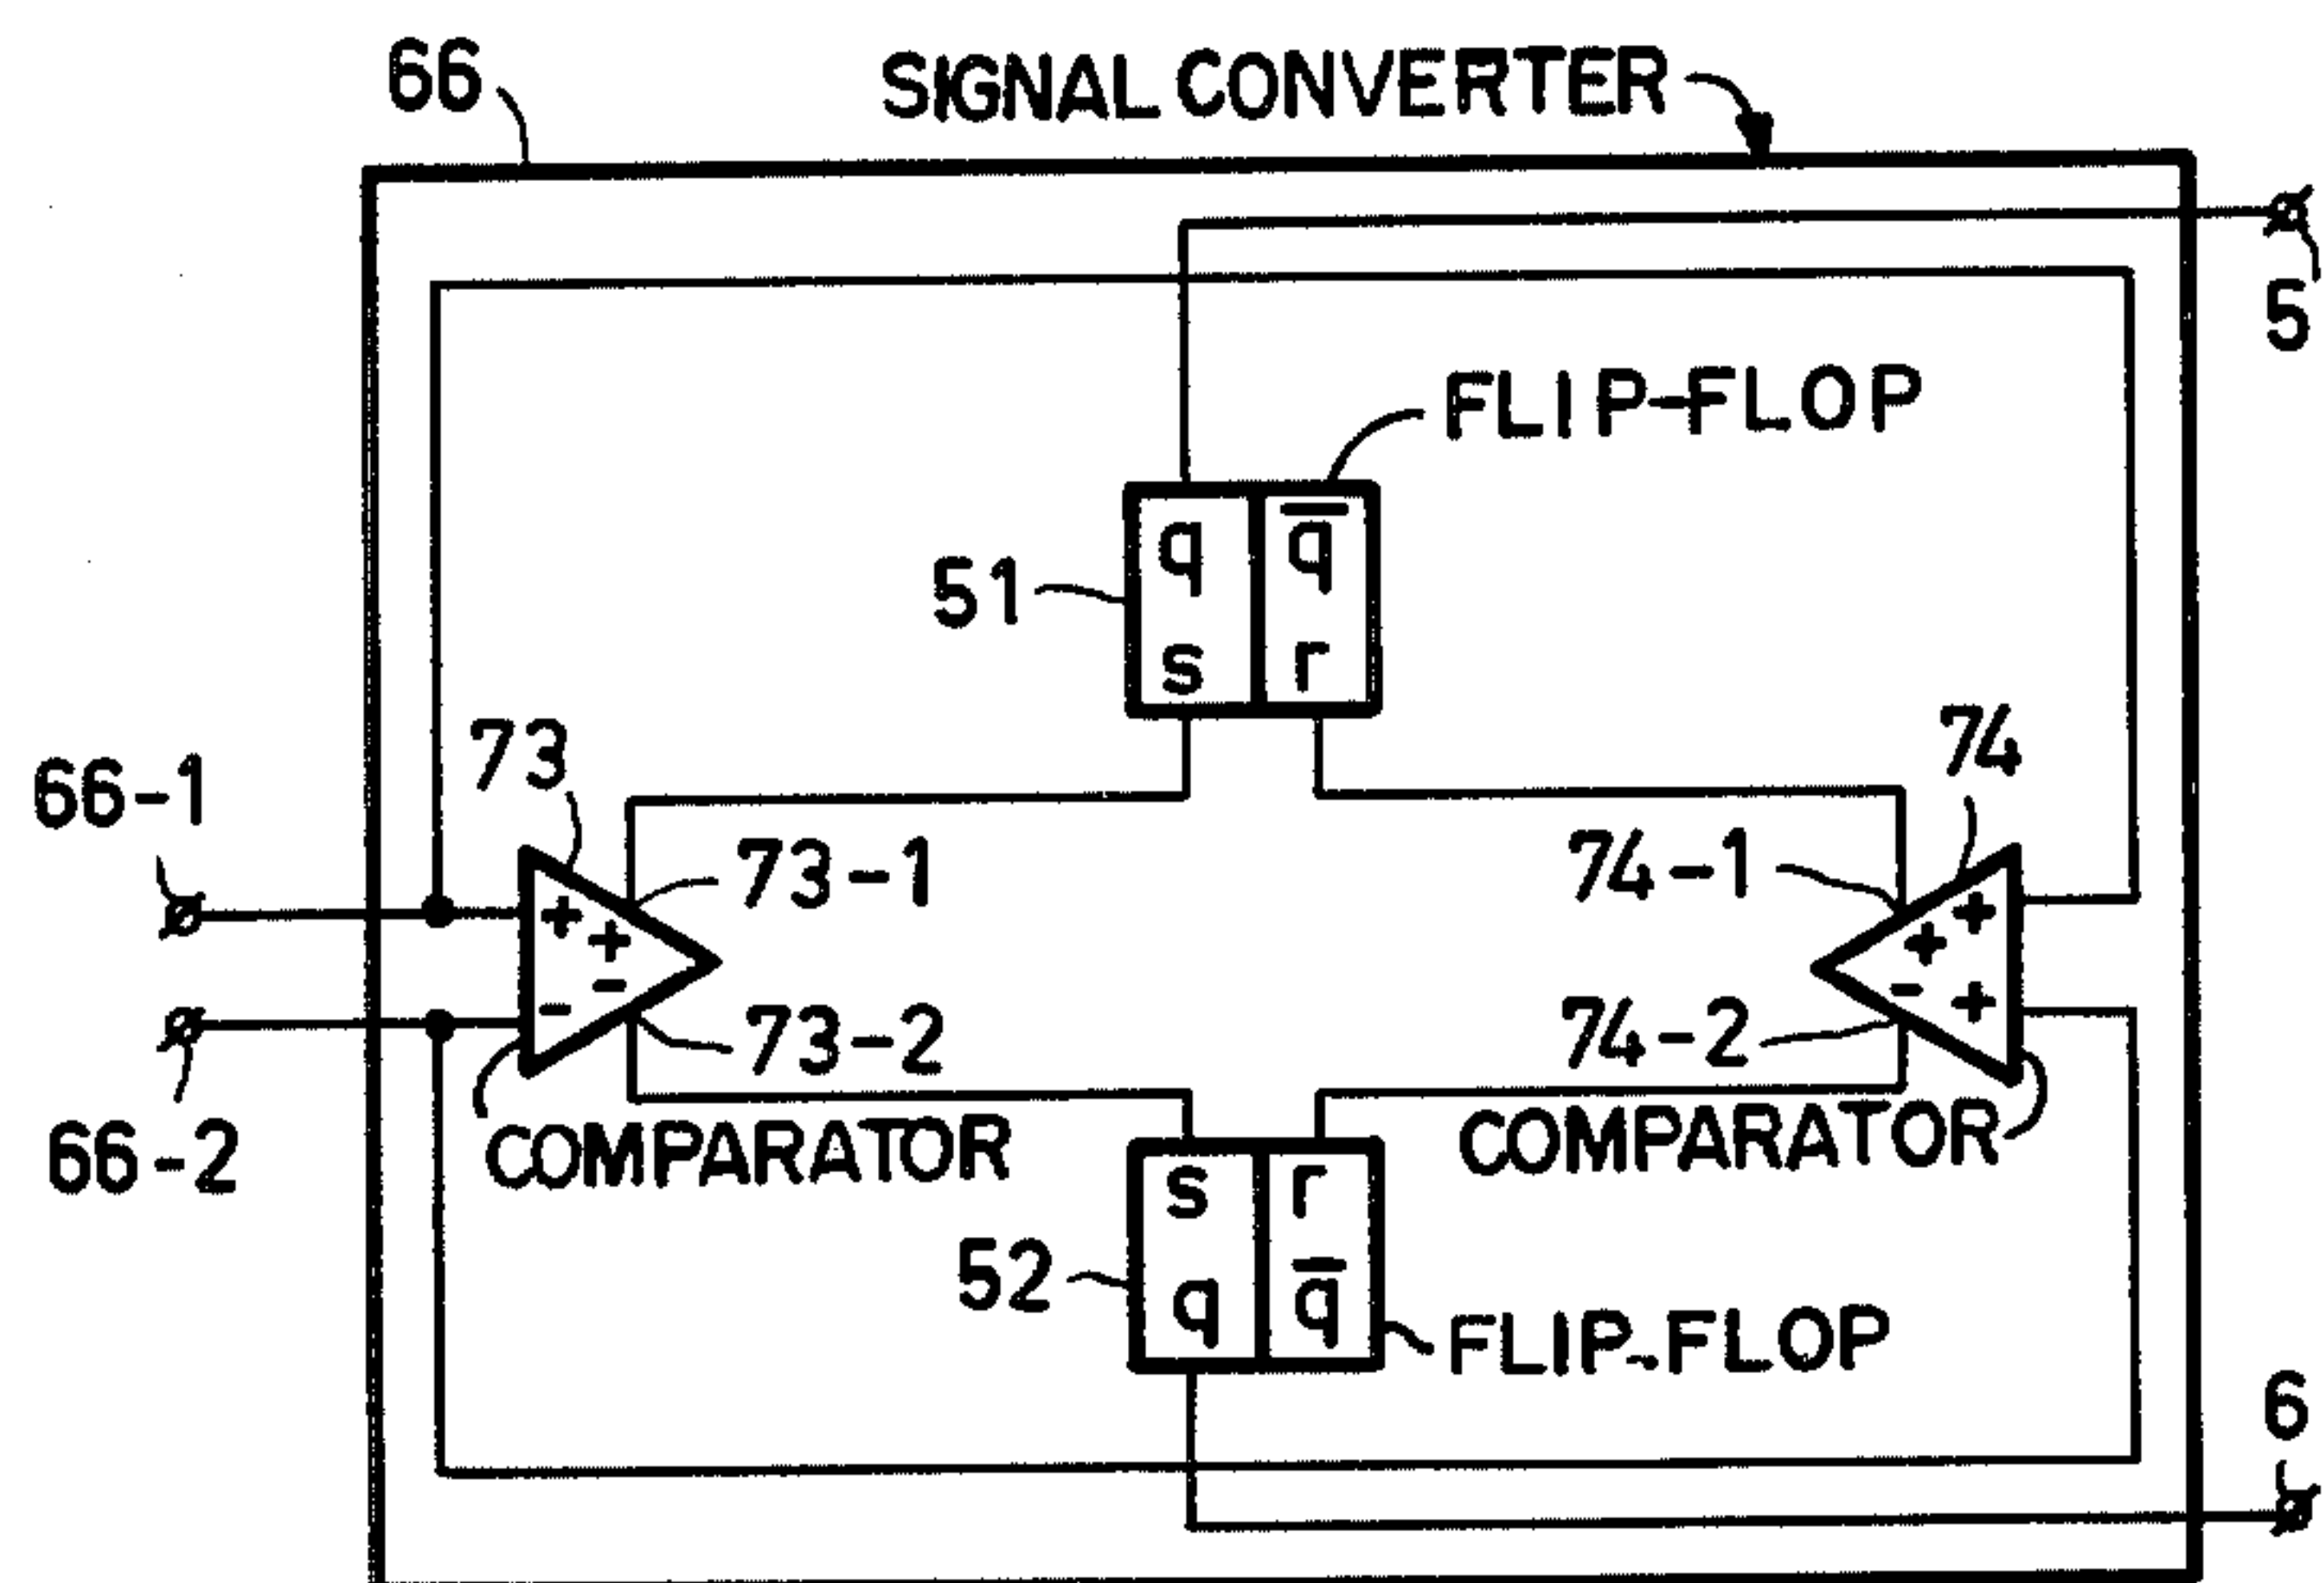 66
SIGNAL CONVERTER
5
FLIP-FLOP
q q̅
51
s r
73
74
66-1
73-1
74-1
+ +
+ +
- -
- +
73-2
74-2
66-2
COMPARATOR
COMPARATOR
s r
52
q q̅
FLIP-FLOP
6